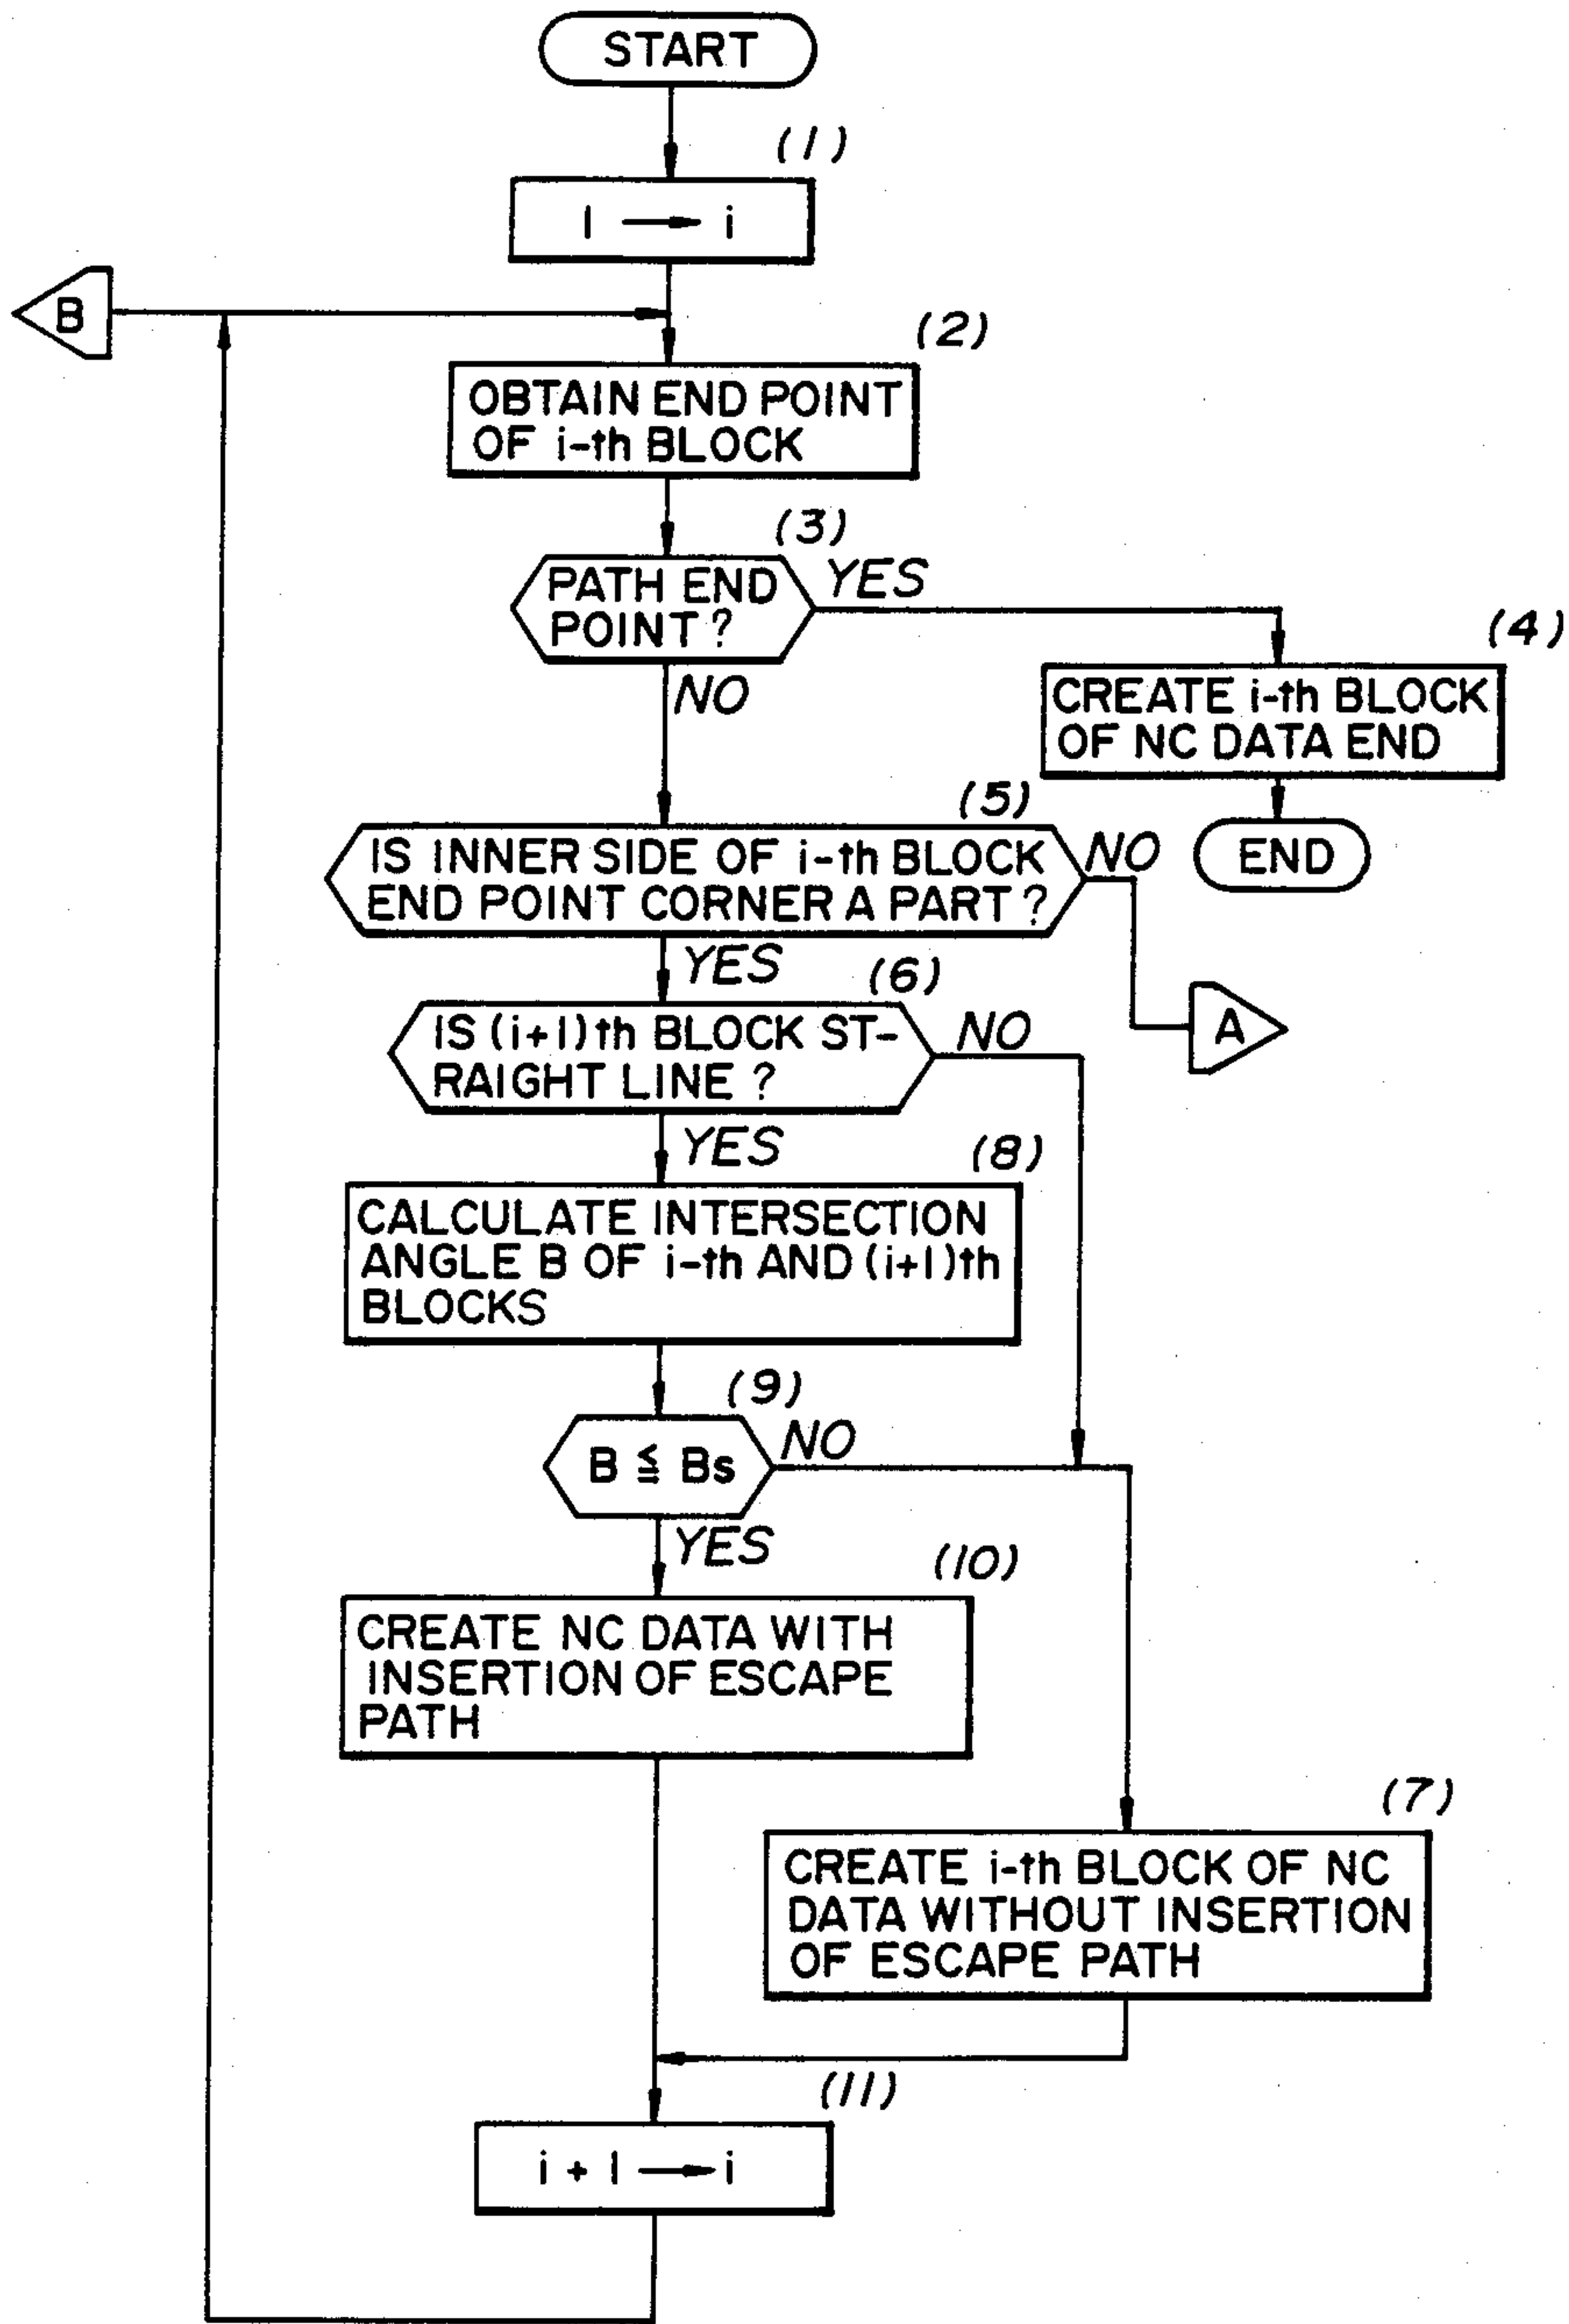 START
(1)
1 → i
B
(2)
OBTAIN END POINT
OF i-th BLOCK
(3)
PATH END
POINT?
YES
NO
(4)
CREATE i-th BLOCK
OF NC DATA END
END
(5)
IS INNER SIDE OF i-th BLOCK
END POINT CORNER A PART?
NO
YES
A
(6)
IS (i+1)th BLOCK ST-
RAIGHT LINE?
NO
YES
(8)
CALCULATE INTERSECTION
ANGLE B OF i-th AND (i+1)th
BLOCKS
(9)
B ≦ Bs
NO
YES
(10)
CREATE NC DATA WITH
INSERTION OF ESCAPE
PATH
(7)
CREATE i-th BLOCK OF NC
DATA WITHOUT INSERTION
OF ESCAPE PATH
(11)
i + 1 → i